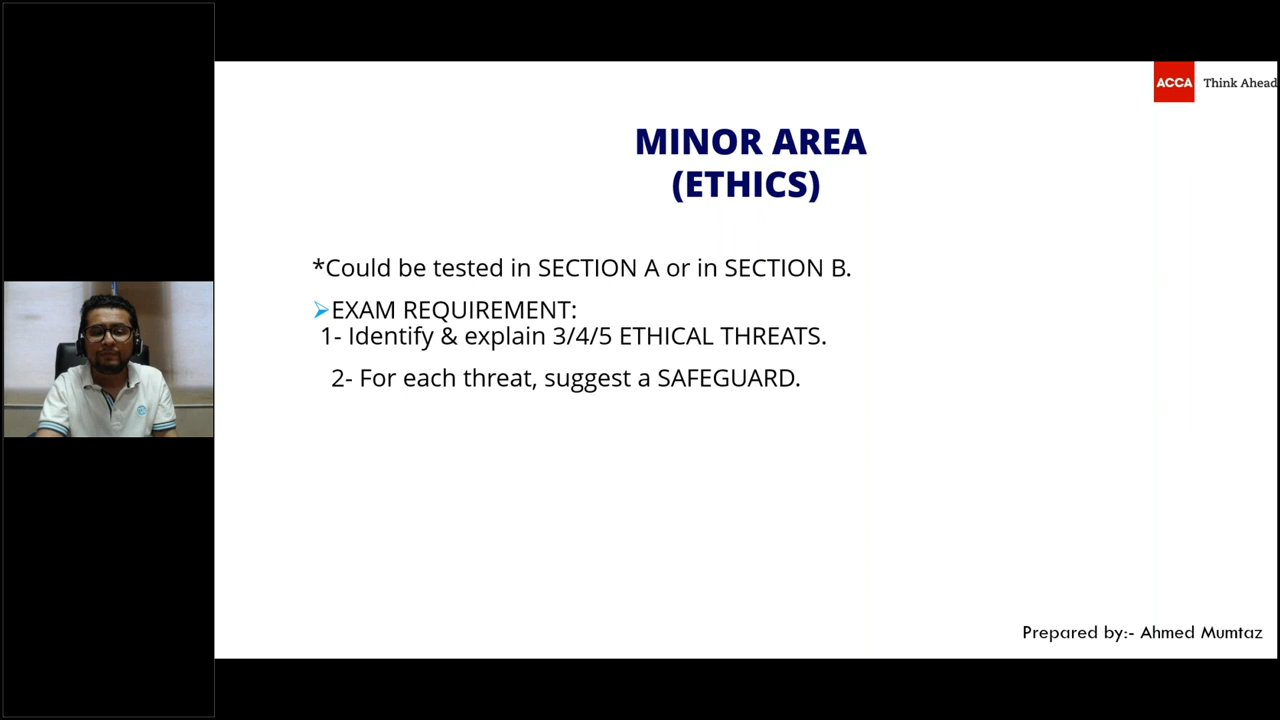 ACCA Think Ahead
MINOR AREA
(ETHICS)
*Could be tested in SECTION A or in SECTION B.
➢EXAM REQUIREMENT:
1- Identify & explain 3/4/5 ETHICAL THREATS.
2- For each threat, suggest a SAFEGUARD.
Prepared by:- Ahmed Mumtaz